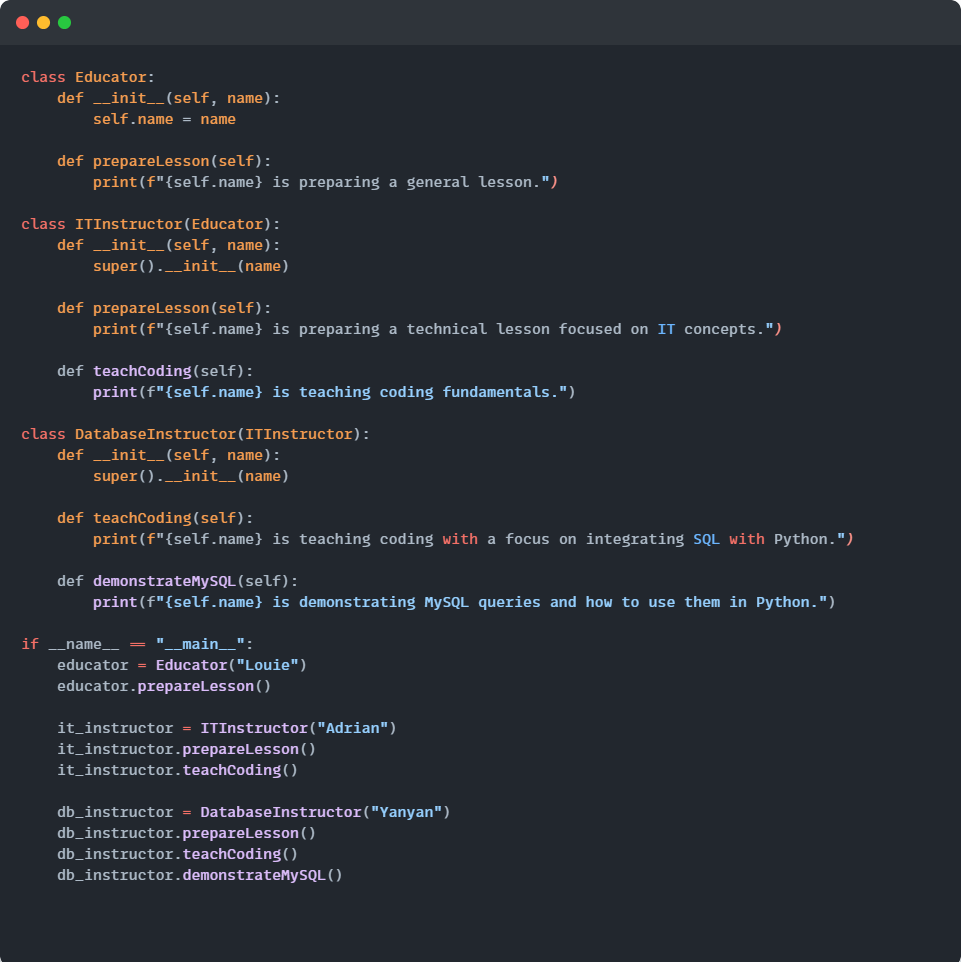 class Educator:
    def __init__(self, name):
        self.name = name

    def prepareLesson(self):
        print(f"{self.name} is preparing a general lesson.")

class ITInstructor(Educator):
    def __init__(self, name):
        super().__init__(name)

    def prepareLesson(self):
        print(f"{self.name} is preparing a technical lesson focused on IT concepts.")

    def teachCoding(self):
        print(f"{self.name} is teaching coding fundamentals.")

class DatabaseInstructor(ITInstructor):
    def __init__(self, name):
        super().__init__(name)

    def teachCoding(self):
        print(f"{self.name} is teaching coding with a focus on integrating SQL with Python.")

    def demonstrateMySQL(self):
        print(f"{self.name} is demonstrating MySQL queries and how to use them in Python.")

if __name__ == "__main__":
    educator = Educator("Louie")
    educator.prepareLesson()

    it_instructor = ITInstructor("Adrian")
    it_instructor.prepareLesson()
    it_instructor.teachCoding()

    db_instructor = DatabaseInstructor("Yanyan")
    db_instructor.prepareLesson()
    db_instructor.teachCoding()
    db_instructor.demonstrateMySQL()